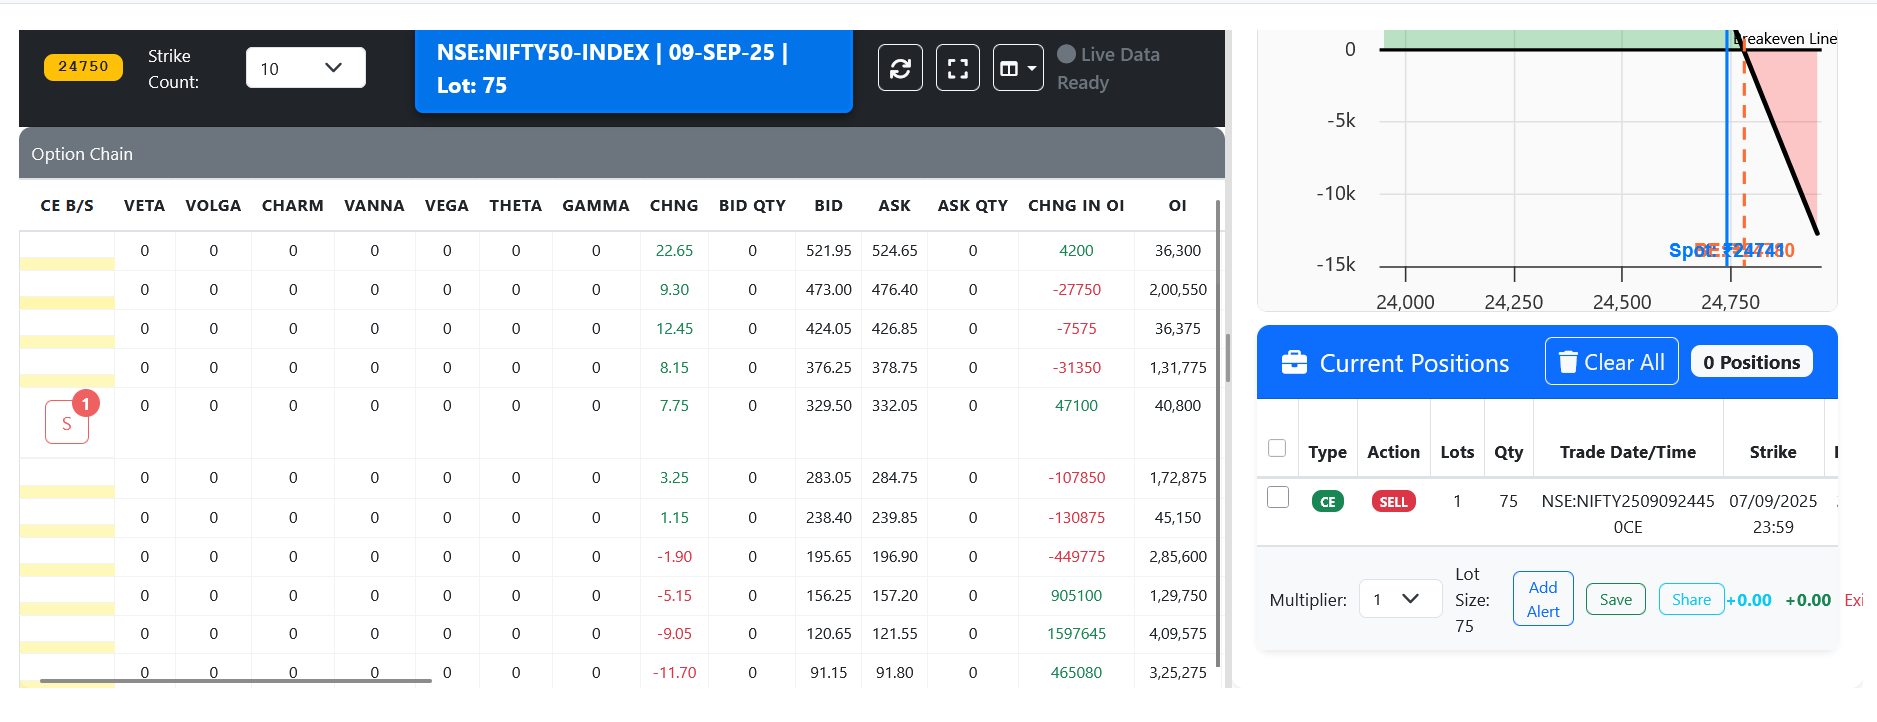 24750
Strike
Count:
10
NSE:NIFTY50-INDEX | 09-SEP-25 |
Lot: 75
Live Data
Ready
Option Chain
CE B/S VETA VOLGA CHARM VANNA VEGA THETA GAMMA CHNG BID QTY BID ASK ASK QTY CHNG IN OI OI
0 0 0 0 0 0 0 22.65 0 521.95 524.65 0 4200 36,300
0 0 0 0 0 0 0 9.30 0 473.00 476.40 0 -27750 2,00,550
0 0 0 0 0 0 0 12.45 0 424.05 426.85 0 -7575 36,375
0 0 0 0 0 0 0 8.15 0 376.25 378.75 0 -31350 1,31,775
S 1 0 0 0 0 0 0 0 7.75 0 329.50 332.05 0 47100 40,800
0 0 0 0 0 0 0 3.25 0 283.05 284.75 0 -107850 1,72,875
0 0 0 0 0 0 0 1.15 0 238.40 239.85 0 -130875 45,150
0 0 0 0 0 0 0 -1.90 0 195.65 196.90 0 -449775 2,85,600
0 0 0 0 0 0 0 -5.15 0 156.25 157.20 0 905100 1,29,750
0 0 0 0 0 0 0 -9.05 0 120.65 121.55 0 1597645 4,09,575
0 0 0 0 0 0 0 -11.70 0 91.15 91.80 0 465080 3,25,275
Breakeven Line
0
-5k
-10k
-15k
Spot: ₹24741
24,000 24,250 24,500 24,750
Current Positions
Clear All
0 Positions
Type Action Lots Qty Trade Date/Time Strike
CE SELL 1 75 NSE:NIFTY2509092445 07/09/2025
0CE 23:59
Multiplier:
1
Lot
Size:
75
Add
Alert
Save
Share
+0.00 +0.00 Exi